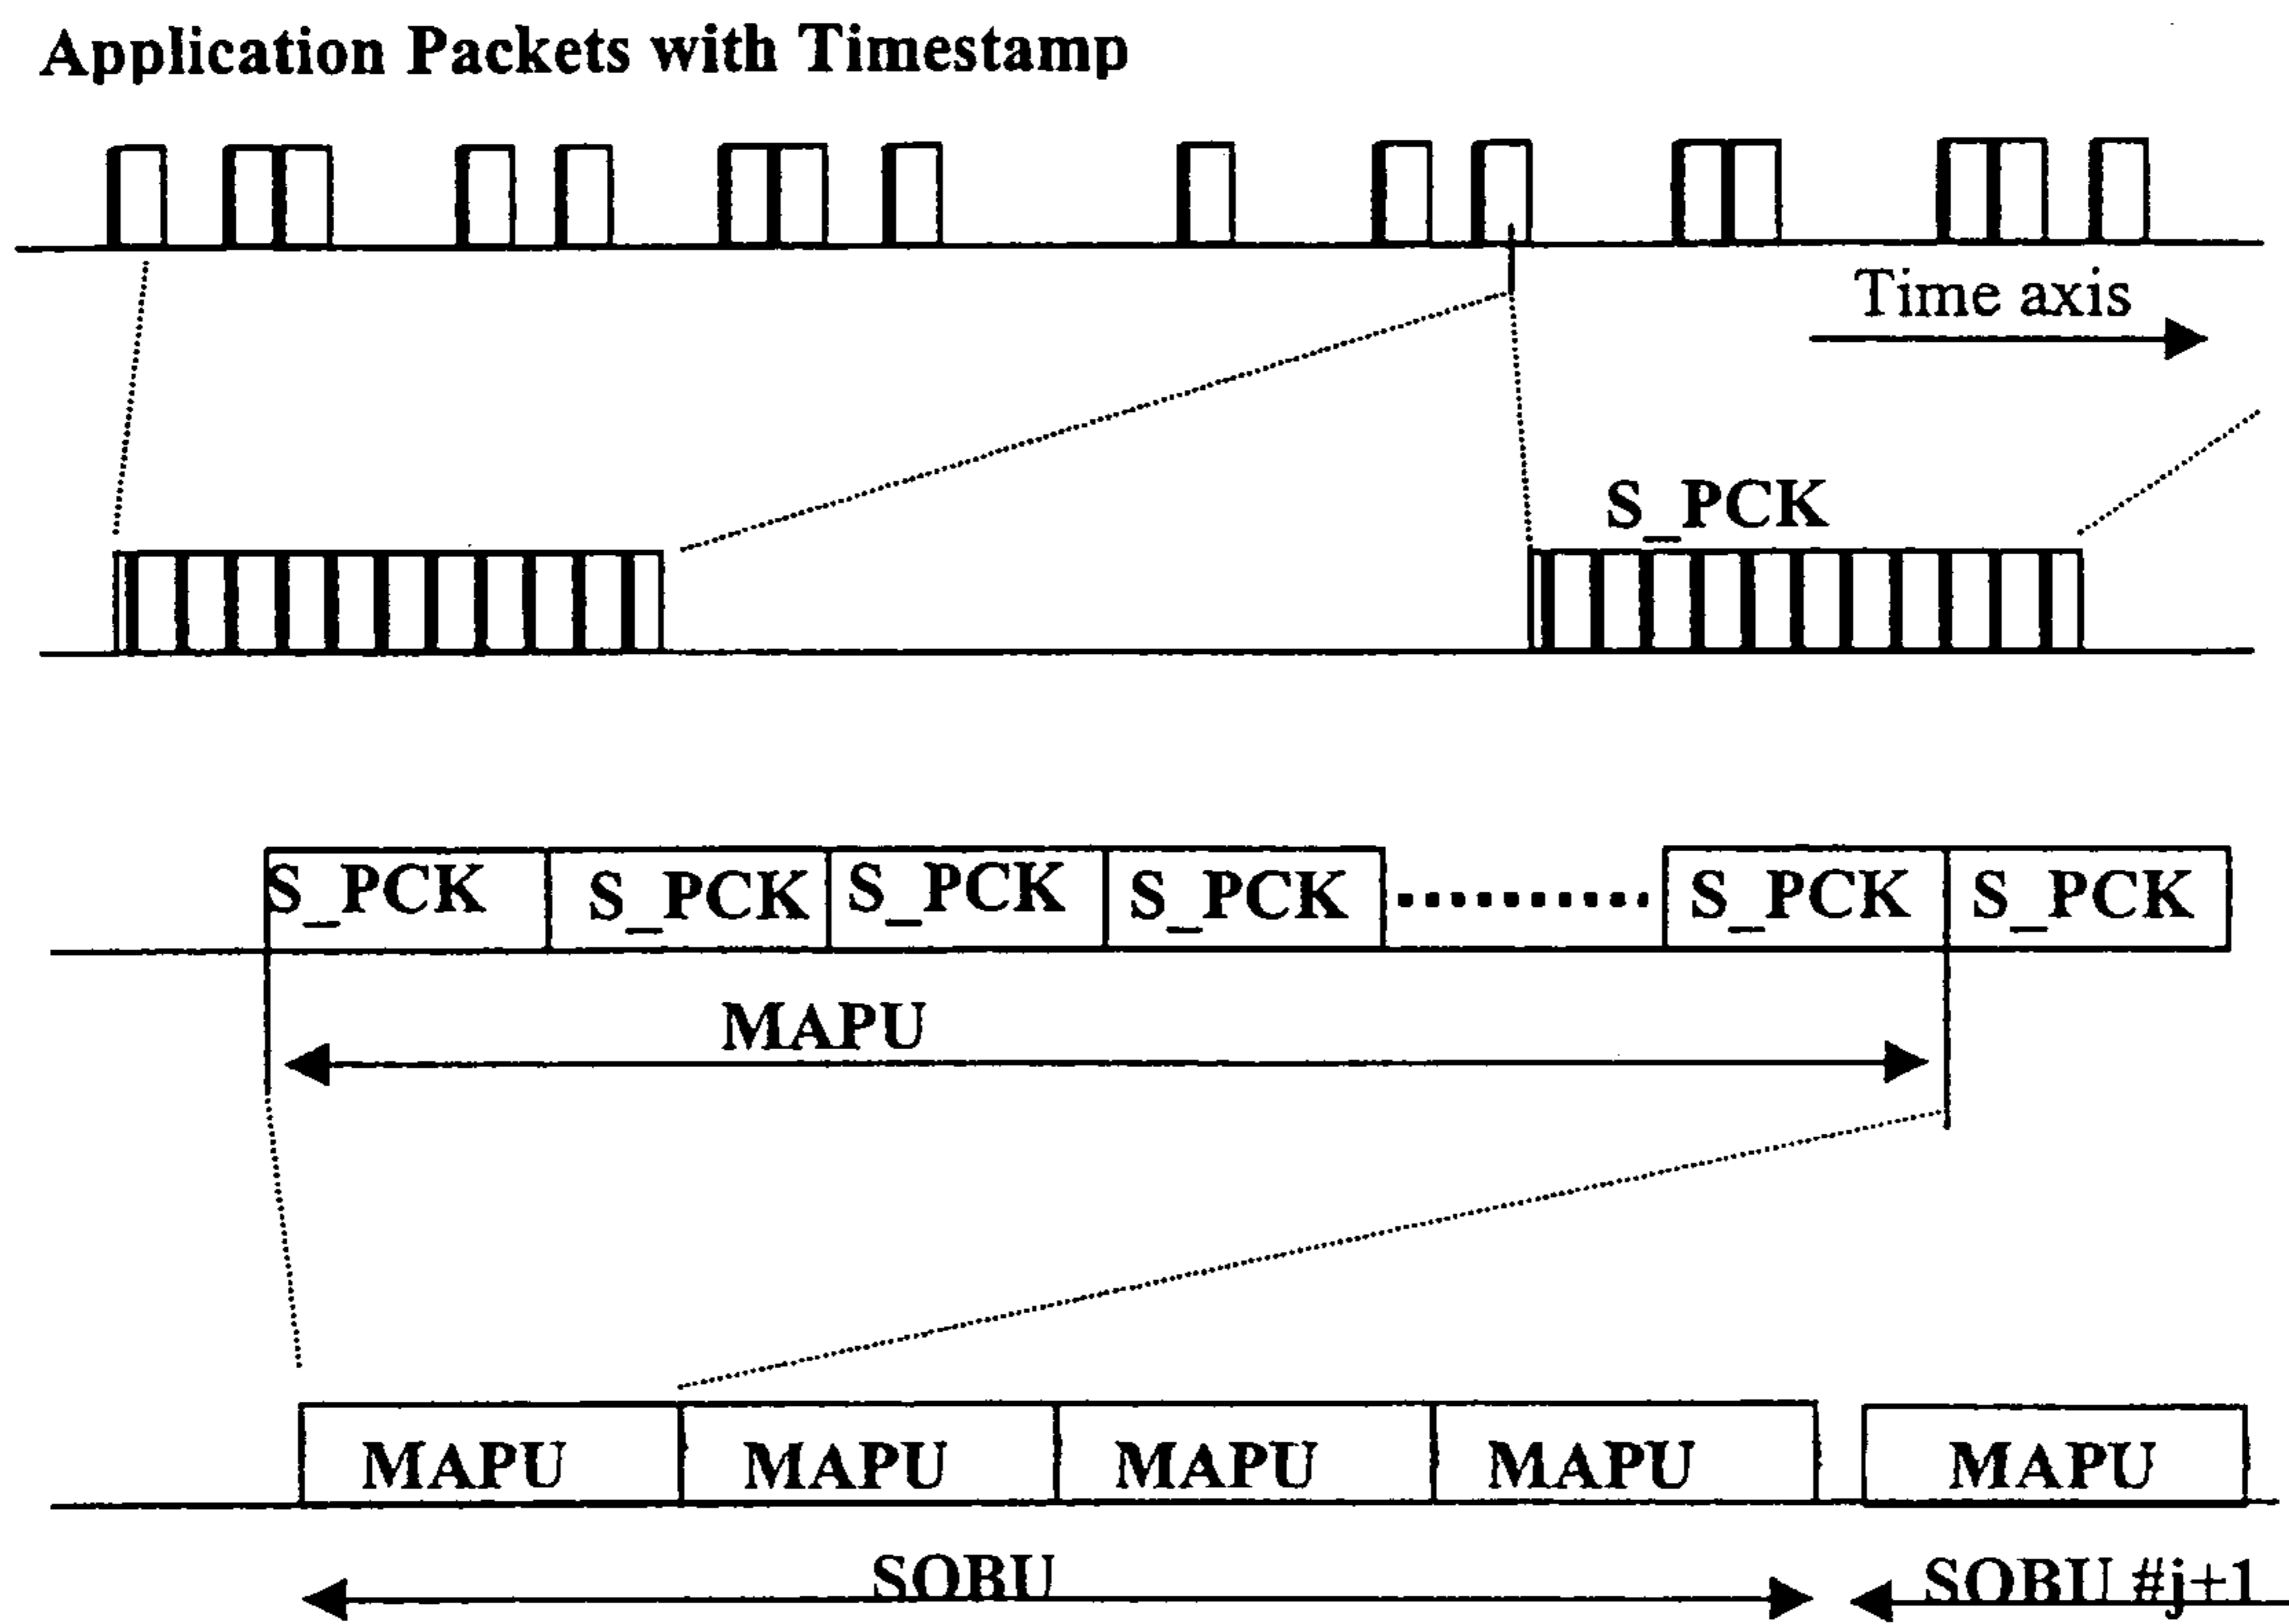 Application Packets with Timestamp
Time axis
S_PCK
S_PCK S_PCK S_PCK S_PCK S_PCK S_PCK
MAPU
MAPU MAPU MAPU MAPU MAPU
SOBU SOBU #j+1